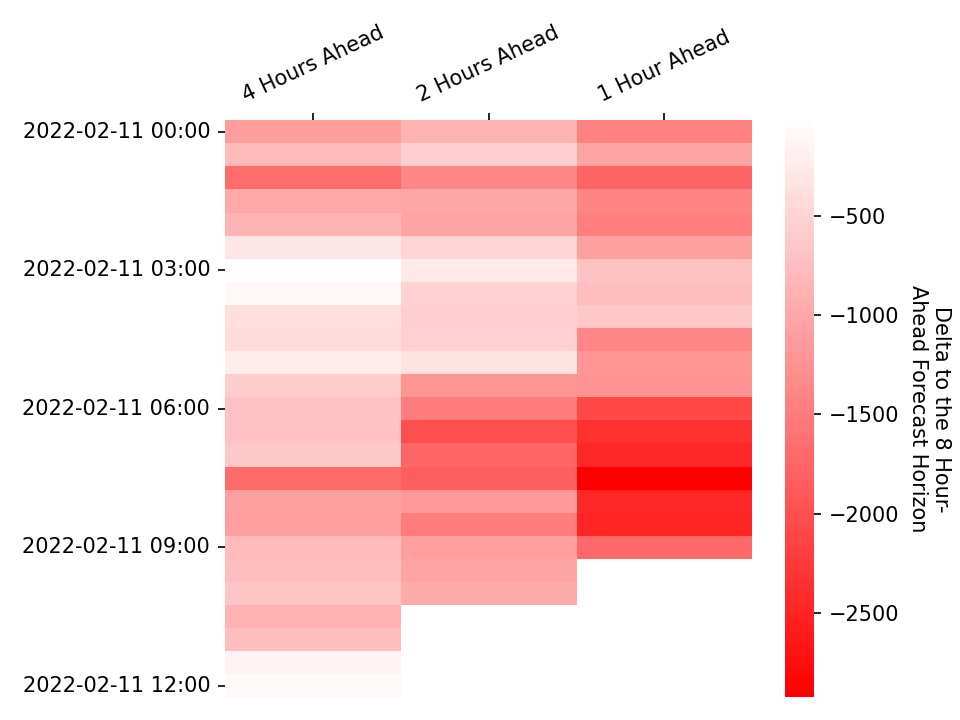 4 Hours Ahead
2 Hours Ahead
1 Hour Ahead
2022-02-11 00:00
2022-02-11 03:00
2022-02-11 06:00
2022-02-11 09:00
2022-02-11 12:00
−500
−1000
−1500
−2000
−2500
Delta to the 8 Hour-
Ahead Forecast Horizon